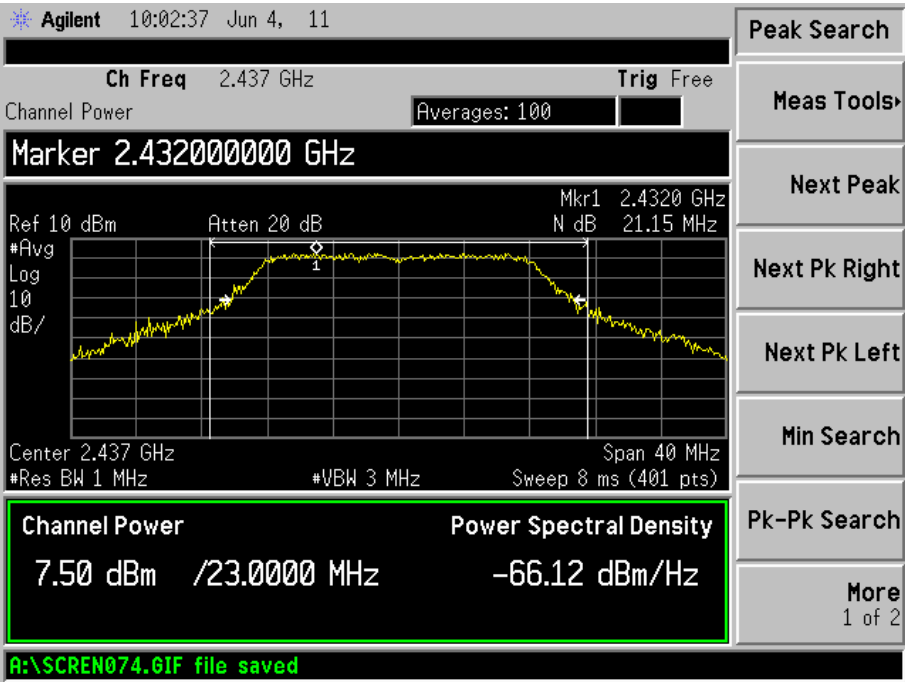 Agilent 10:02:37 Jun 4, 11
Peak Search
Ch Freq 2.437 GHz Trig Free
Channel Power Averages: 100
Meas Tools
Marker 2.432000000 GHz
Next Peak
Mkr1 2.4320 GHz
Ref 10 dBm Atten 20 dB N dB 21.15 MHz
#Avg
Log
10
dB/
1
Next Pk Right
Next Pk Left
Min Search
Center 2.437 GHz Span 40 MHz
#Res BW 1 MHz #VBW 3 MHz Sweep 8 ms (401 pts)
Channel Power Power Spectral Density
7.50 dBm /23.0000 MHz -66.12 dBm/Hz
Pk-Pk Search
More
1 of 2
A:\SCREN074.GIF file saved